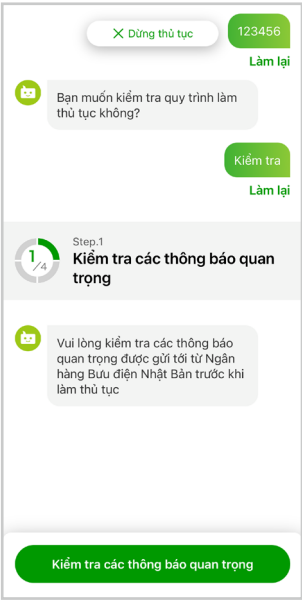 123456
Dừng thủ tục
Làm lại
Bạn muốn kiểm tra quy trình làm
thủ tục không?
Kiểm tra
Làm lại
1/4
Step.1
Kiểm tra các thông báo quan
trọng
Vui lòng kiểm tra các thông báo
quan trọng được gửi tới từ Ngân
hàng Bưu điện Nhật Bản trước khi
làm thủ tục
Kiểm tra các thông báo quan trọng